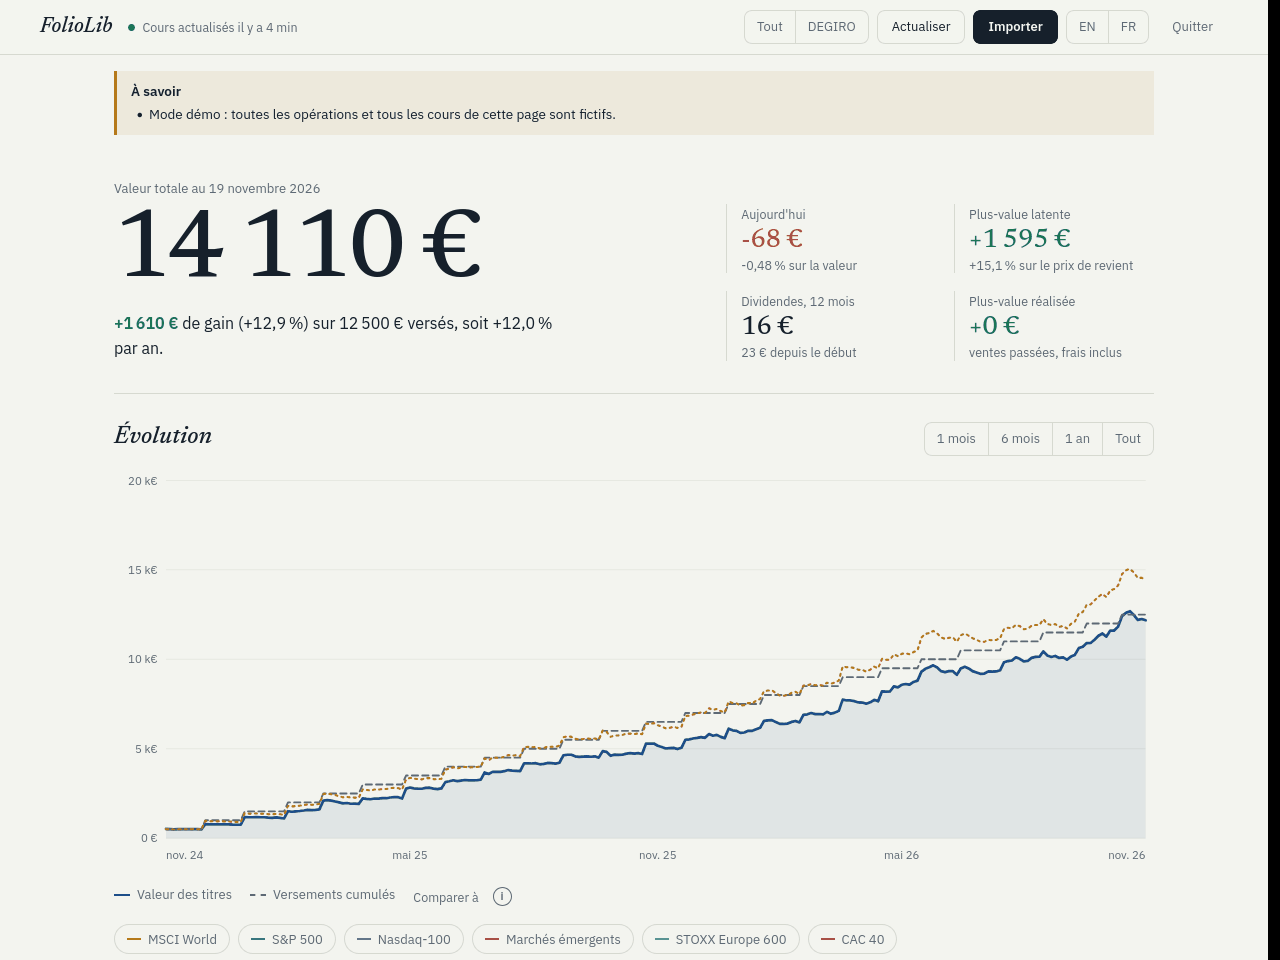 FolioLib
Cours actualisés il y a 4 min
Tout
DEGIRO
Actualiser
Importer
EN
FR
Quitter
À savoir
• Mode démo : toutes les opérations et tous les cours de cette page sont fictifs.
Valeur totale au 19 novembre 2026
14 110 €
+1 610 € de gain (+12,9 %) sur 12 500 € versés, soit +12,0 %
par an.
Aujourd'hui
-68 €
-0,48 % sur la valeur
Plus-value latente
+1 595 €
+15,1 % sur le prix de revient
Dividendes, 12 mois
16 €
23 € depuis le début
Plus-value réalisée
+0 €
ventes passées, frais inclus
Évolution
1 mois
6 mois
1 an
Tout
20 k€
15 k€
10 k€
5 k€
0 €
nov. 24
mai 25
nov. 25
mai 26
nov. 26
Valeur des titres
Versements cumulés
Comparer à
i
MSCI World
S&P 500
Nasdaq-100
Marchés émergents
STOXX Europe 600
CAC 40